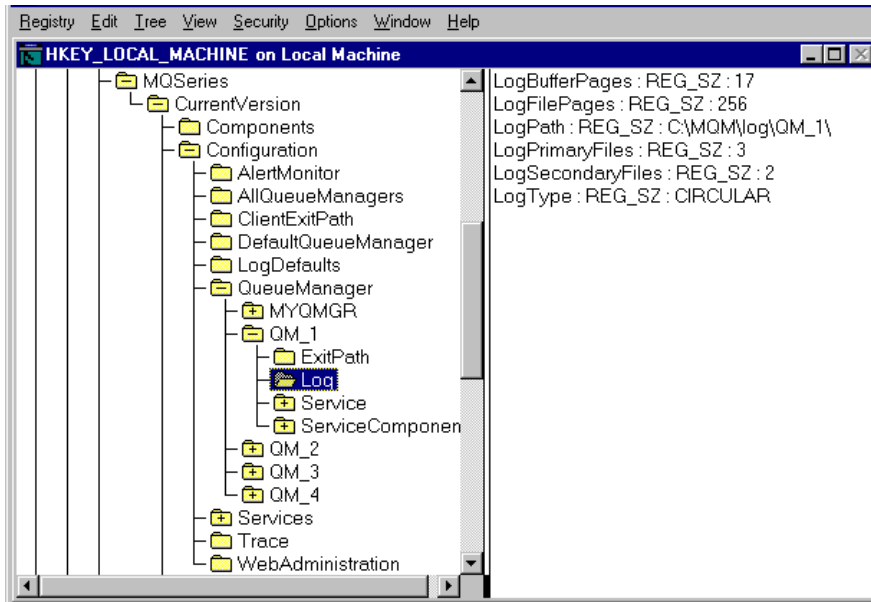 Registry Edit Tree View Security Options Window Help
HKEY_LOCAL_MACHINE on Local Machine
MQSeries
CurrentVersion
Components
Configuration
AlertMonitor
AllQueueManagers
ClientExitPath
DefaultQueueManager
LogDefaults
QueueManager
MYQMGR
QM_1
ExitPath
Log
Service
ServiceComponen
QM_2
QM_3
QM_4
Services
Trace
WebAdministration
LogBufferPages : REG_SZ : 17
LogFilePages : REG_SZ : 256
LogPath : REG_SZ : C:\MQM\log\QM_1\
LogPrimaryFiles : REG_SZ : 3
LogSecondaryFiles : REG_SZ : 2
LogType : REG_SZ : CIRCULAR